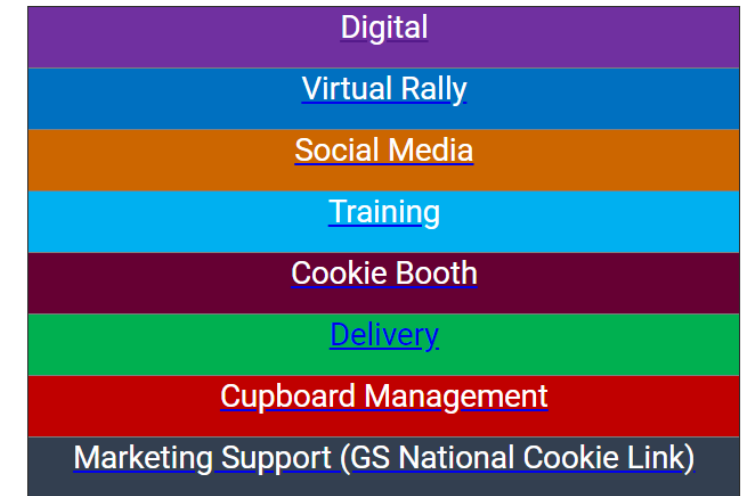 Digital
Virtual Rally
Social Media
Training
Cookie Booth
Delivery
Cupboard Management
Marketing Support (GS National Cookie Link)